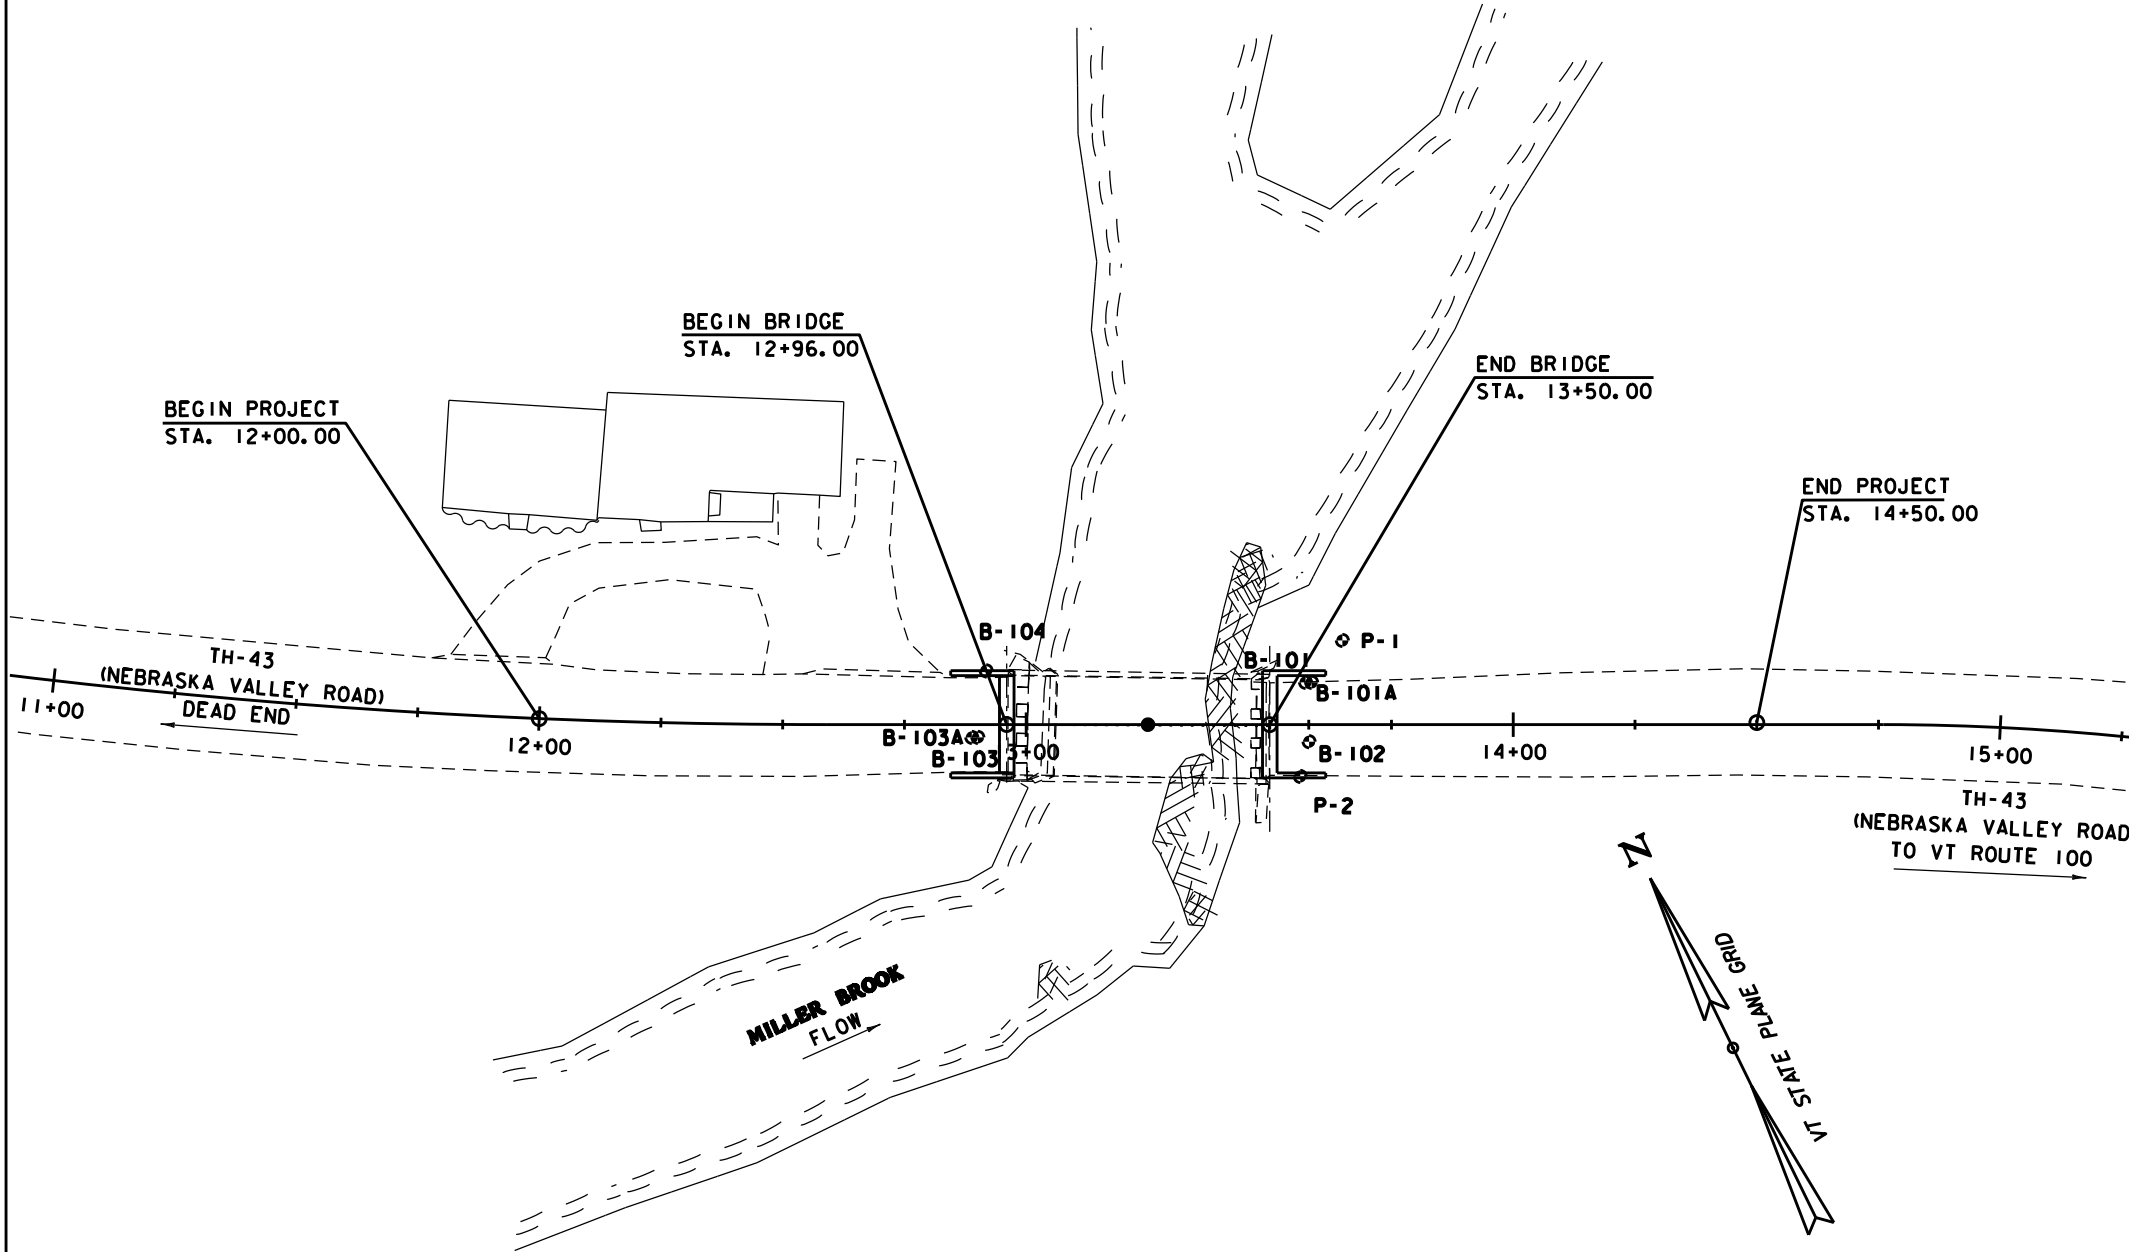 BEGIN BRIDGE
STA. 12+96.00
END BRIDGE
STA. 13+50.00
BEGIN PROJECT
STA. 12+00.00
END PROJECT
STA. 14+50.00
B-104
P-1
B-101
B-101A
TH-43
(NEBRASKA VALLEY ROAD)
DEAD END
11+00
12+00
B-103A
B-103
3+00
B-102
14+00
15+00
P-2
TH-43
(NEBRASKA VALLEY ROAD
TO VT ROUTE 100
N
VT STATE PLANE GRID
MILLER BROOK
FLOW